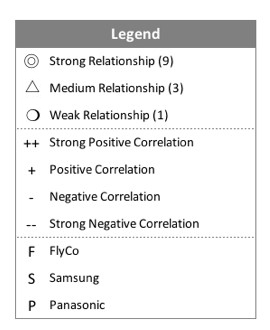 Legend
◎ Strong Relationship (9)
△ Medium Relationship (3)
❍ Weak Relationship (1)
++ Strong Positive Correlation
+ Positive Correlation
- Negative Correlation
-- Strong Negative Correlation
F FlyCo
S Samsung
P Panasonic